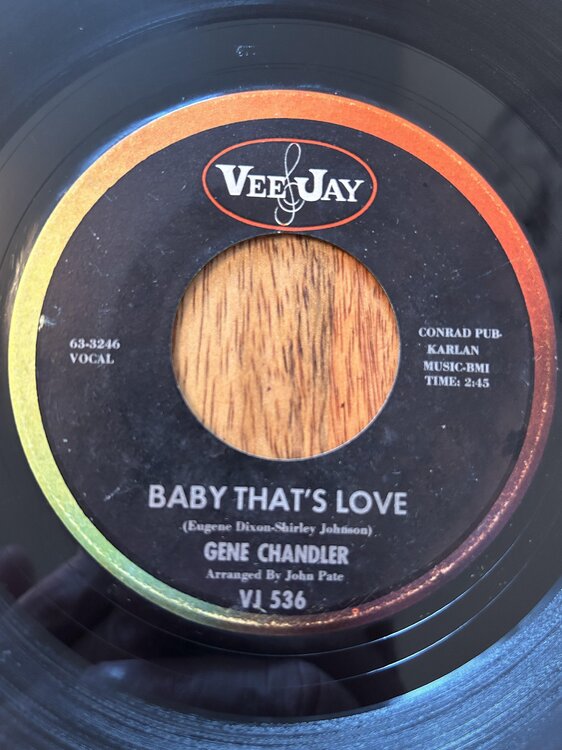 VEE JAY
63-3246
VOCAL
CONRAD PUB-
KARLAN
MUSIC-BMI
TIME: 2:45
BABY THAT'S LOVE
(Eugene Dixon-Shirley Johnson)
GENE CHANDLER
Arranged By John Pate
VJ 536